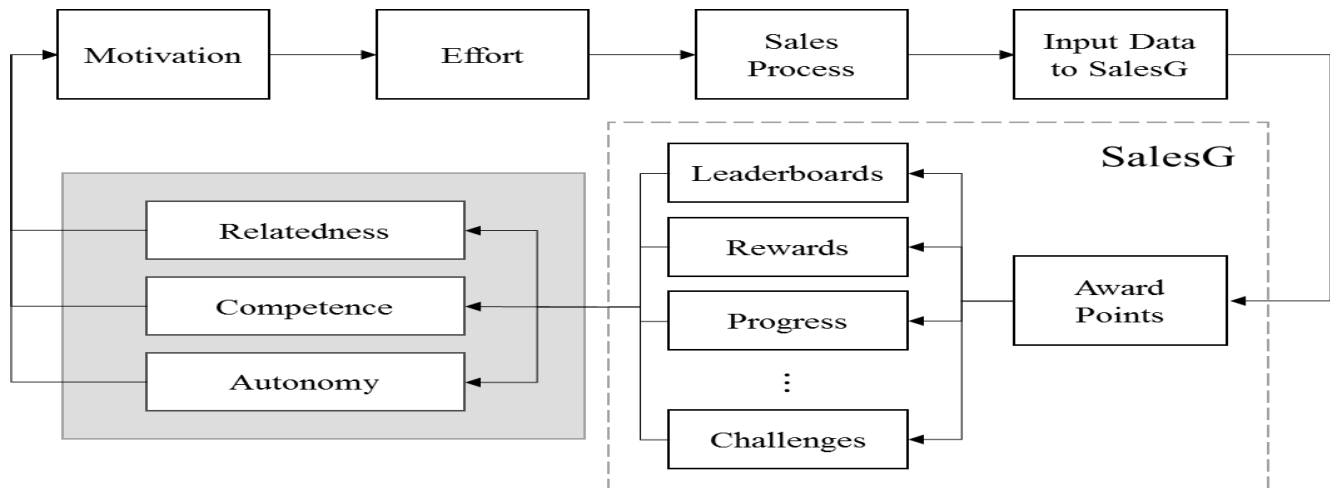 Motivation
Effort
Sales
Process
Input Data
to SalesG
SalesG
Leaderboards
Rewards
Progress
...
Challenges
Award
Points
Relatedness
Competence
Autonomy